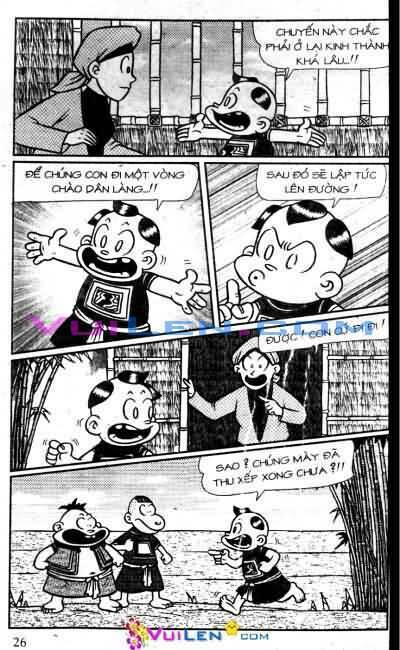 CHUYẾN NÀY CHẮC
PHẢI Ở LẠI KINH THÀNH
KHÁ LÂU...!!
ĐỂ CHÚNG CON ĐI MỘT VÒNG
CHÀO DÂN LÀNG...!!
SAU ĐÓ SẼ LẬP TỨC
LÊN ĐƯỜNG !
VUILEN.COM
ĐƯỢC ! CON CỨ ĐI ĐI !
SAO ? CHÚNG MÀY ĐÃ
THU XẾP XONG CHƯA ?!!
26
VUILEN.COM